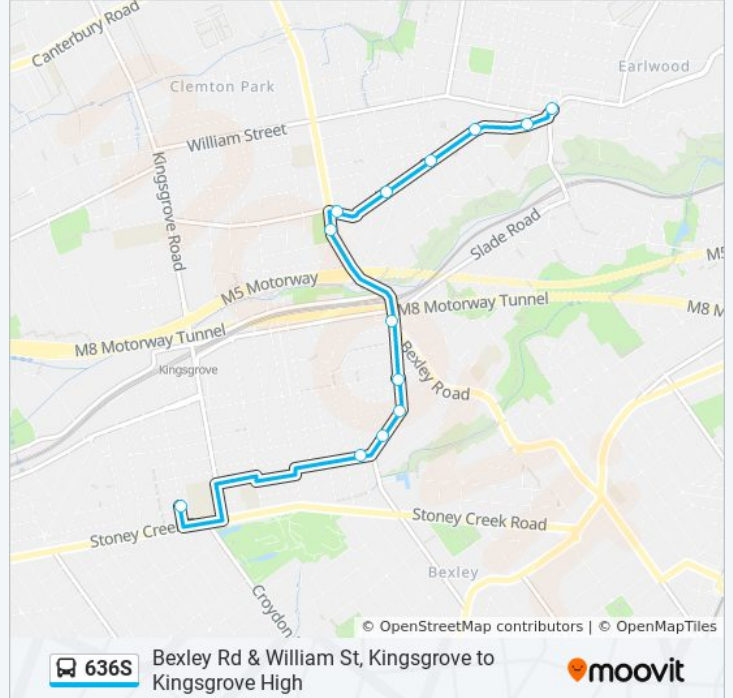 Canterbury Road
Earlwood
Clemton Park
William Street
Kingsgrove Road
Slade Road
M5 Motorway
M5
M8 Motorway Tunnel
M8 M
M8 Motorway Tunnel
Kingsgrove
Bexley Road
Stoney Creek Road
Stoney Cree
Bexley
Croydon
© OpenStreetMap contributors | © OpenMapTiles
636S
Bexley Rd & William St, Kingsgrove to
Kingsgrove High
moovit